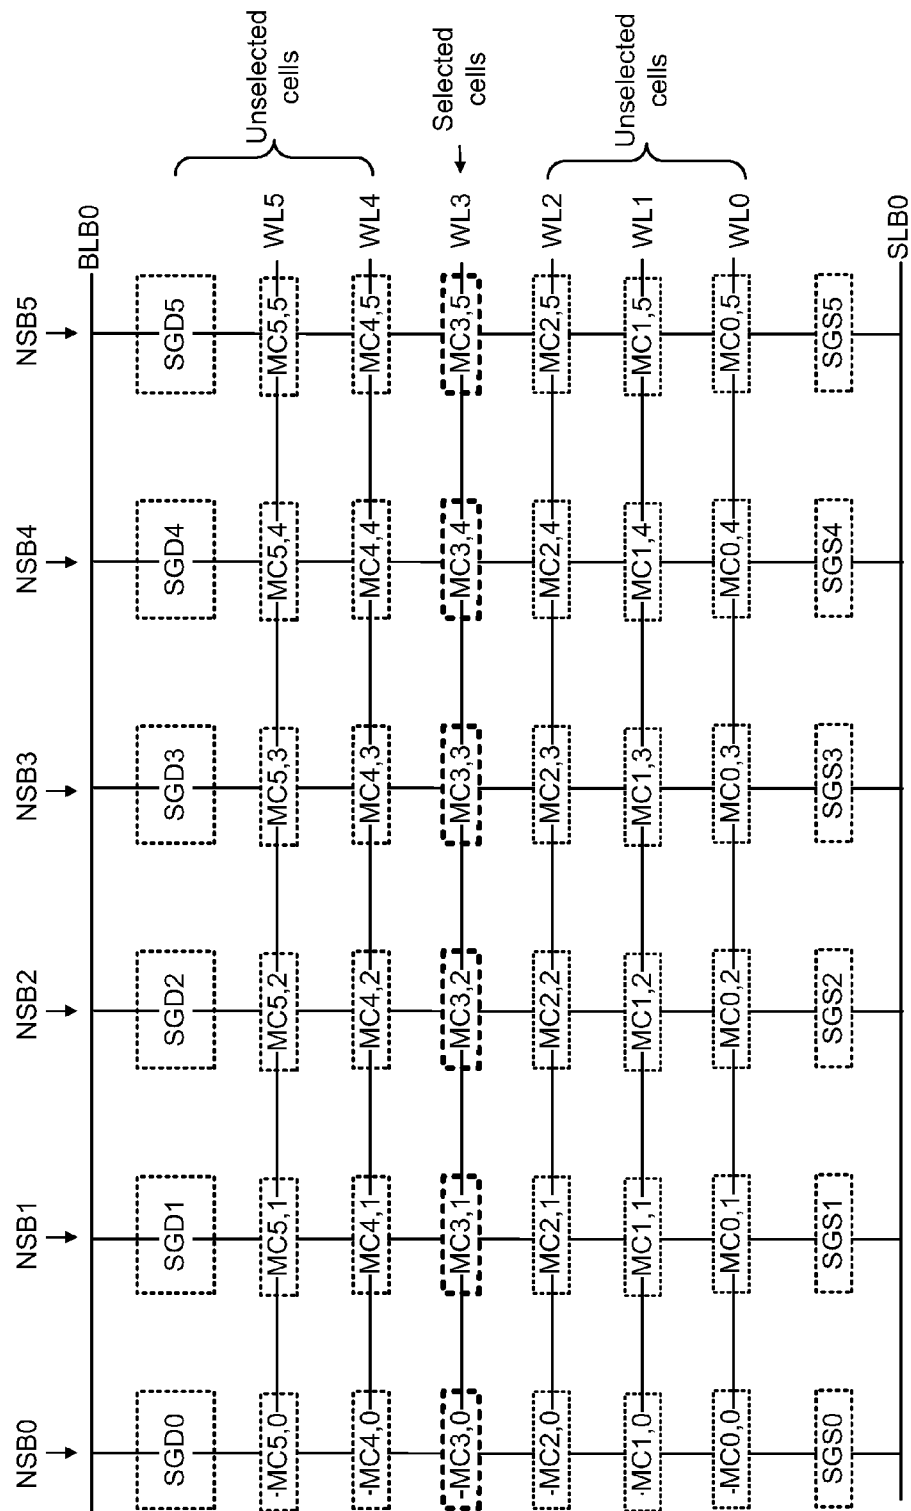 NSB0
NSB1
NSB2
NSB3
NSB4
NSB5
BLB0
SGD0
SGD1
SGD2
SGD3
SGD4
SGD5
Unselected
cells
MC5,0
MC5,1
MC5,2
MC5,3
MC5,4
MC5,5
WL5
MC4,0
MC4,1
MC4,2
MC4,3
MC4,4
MC4,5
WL4
MC3,0
MC3,1
MC3,2
MC3,3
MC3,4
MC3,5
WL3
Selected
cells
MC2,0
MC2,1
MC2,2
MC2,3
MC2,4
MC2,5
WL2
MC1,0
MC1,1
MC1,2
MC1,3
MC1,4
MC1,5
WL1
Unselected
cells
MC0,0
MC0,1
MC0,2
MC0,3
MC0,4
MC0,5
WL0
SGS0
SGS1
SGS2
SGS3
SGS4
SGS5
SLB0